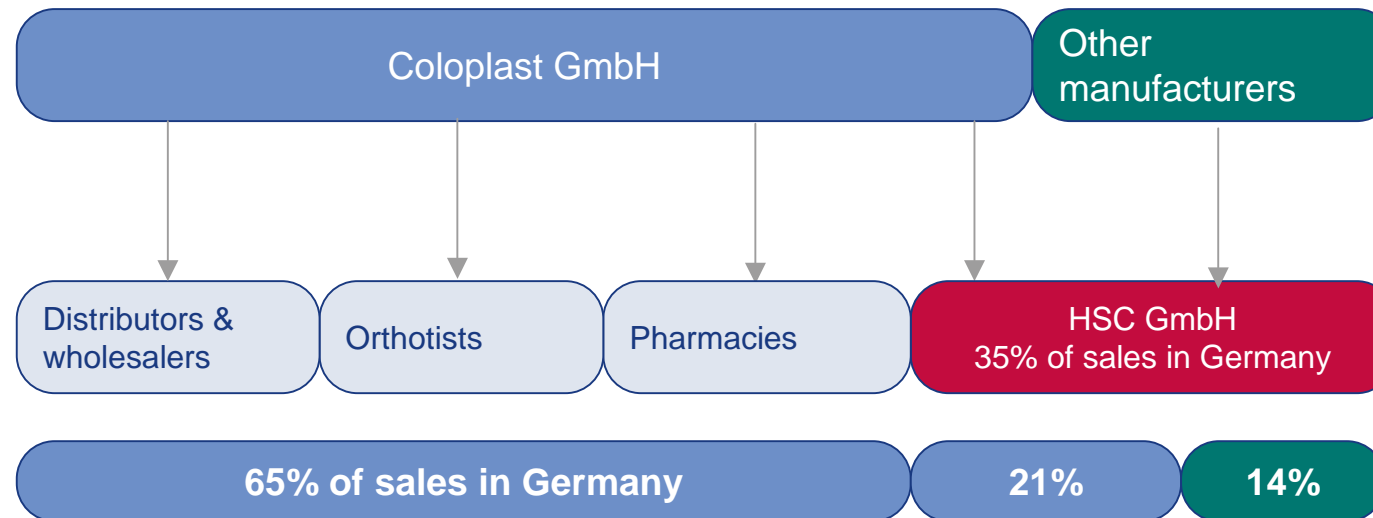 Coloplast GmbH
Other
manufacturers
Distributors &
wholesalers
Orthotists
Pharmacies
HSC GmbH
35% of sales in Germany
65% of sales in Germany
21%
14%